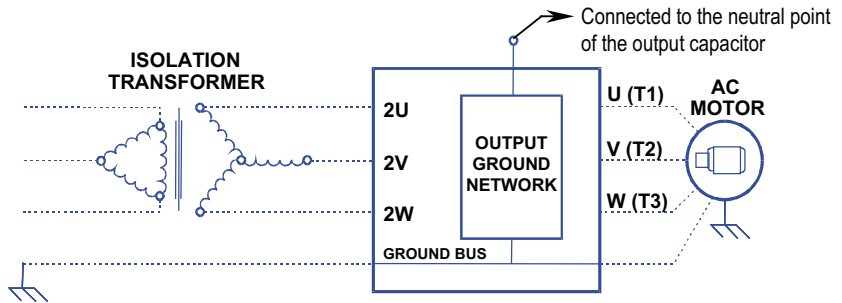 Connected to the neutral point
of the output capacitor
ISOLATION
TRANSFORMER
2U
2V
2W
OUTPUT
GROUND
NETWORK
GROUND BUS
U (T1)
V (T2)
W (T3)
AC
MOTOR